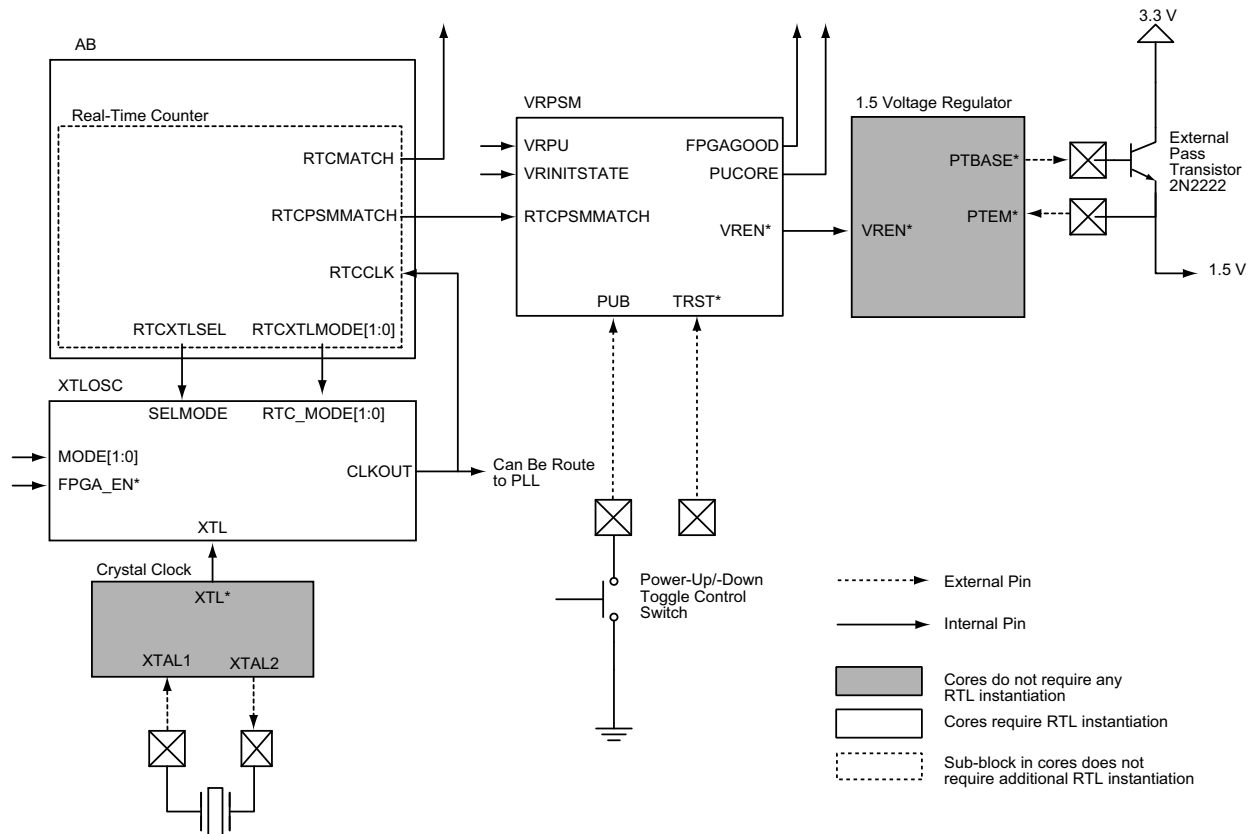 AB
Real-Time Counter
RTCMATCH
RTCPSMMATCH
RTCCLK
RTCXTLSEL
RTCXTLMODE[1:0]
XTLOSC
SELMODE
RTC_MODE[1:0]
MODE[1:0]
FPGA_EN*
CLKOUT
XTL
Can Be Route
to PLL
Crystal Clock
XTL*
XTAL1
XTAL2
VRPSM
VRPU
VRINITSTATE
RTCPSMMATCH
FPGAGOOD
PUCORE
VREN*
PUB
TRST*
Power-Up/-Down
Toggle Control
Switch
1.5 Voltage Regulator
PTBASE*
PTEM*
VREN*
3.3 V
External
Pass
Transistor
2N2222
1.5 V
External Pin
Internal Pin
Cores do not require any
RTL instantiation
Cores require RTL instantiation
Sub-block in cores does not
require additional RTL instantiation